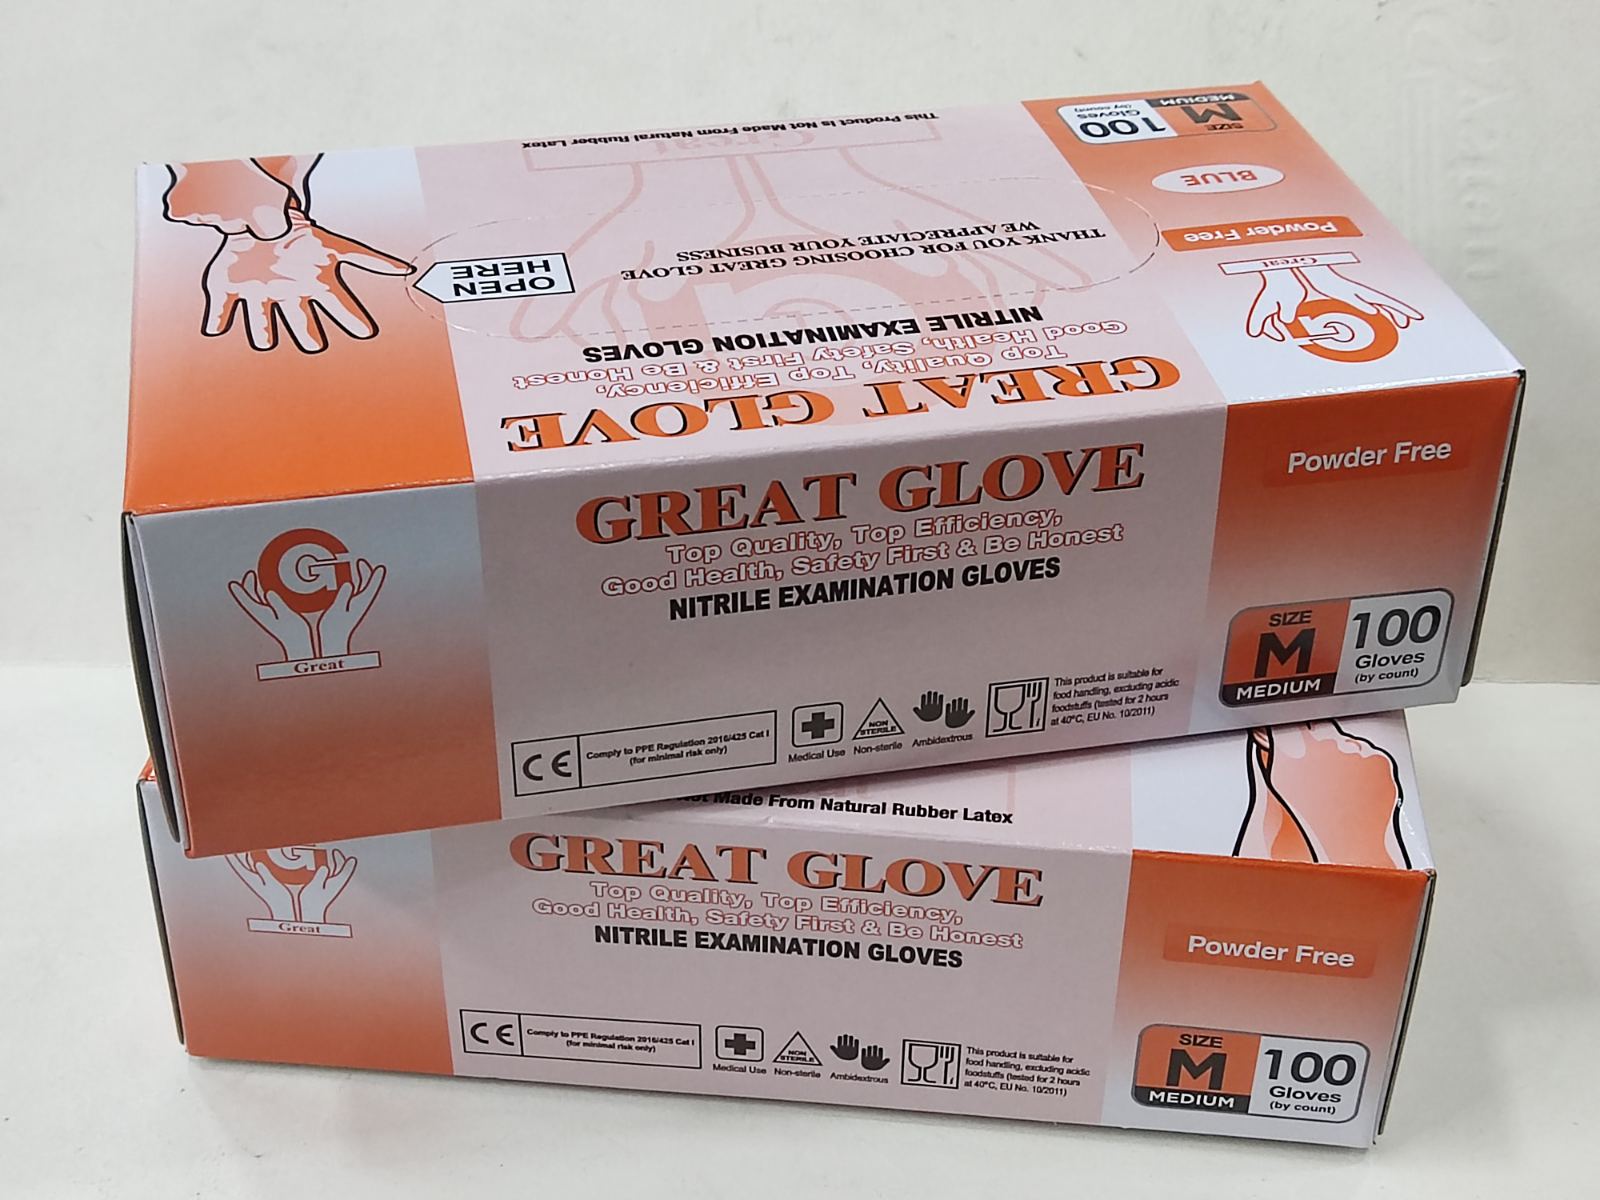 This Product Is Not Made From Natural Rubber Latex
Great
SIZE
M
MEDIUM
100
Gloves
(by count)
BLUE
Powder Free
Great
G
THANK YOU FOR CHOOSING GREAT GLOVE
WE APPRECIATE YOUR BUSINESS
OPEN
HERE
NITRILE EXAMINATION GLOVES
Top Quality, Top Efficiency,
Good Health, Safety First & Be Honest
GREAT GLOVE
G
Great
GREAT GLOVE
Top Quality, Top Efficiency,
Good Health, Safety First & Be Honest
NITRILE EXAMINATION GLOVES
Powder Free
SIZE
M
MEDIUM
100
Gloves
(by count)
CE
Comply to PPE Regulation 2016/425 Cat I
(for minimal risk only)
Medical Use
NON
STERILE
Non-sterile
Ambidextrous
This product is suitable for
food handling, excluding acidic
foodstuffs (tested for 2 hours
at 40°C, EU No. 10/2011)
Made From Natural Rubber Latex
G
Great
GREAT GLOVE
Top Quality, Top Efficiency,
Good Health, Safety First & Be Honest
NITRILE EXAMINATION GLOVES
Powder Free
CE
Comply to PPE Regulation 2016/425 Cat I
(for minimal risk only)
Medical Use
NON
STERILE
Non-sterile
Ambidextrous
This product is suitable for
food handling, excluding acidic
foodstuffs (tested for 2 hours
at 40°C, EU No. 10/2011)
SIZE
M
MEDIUM
100
Gloves
(by count)